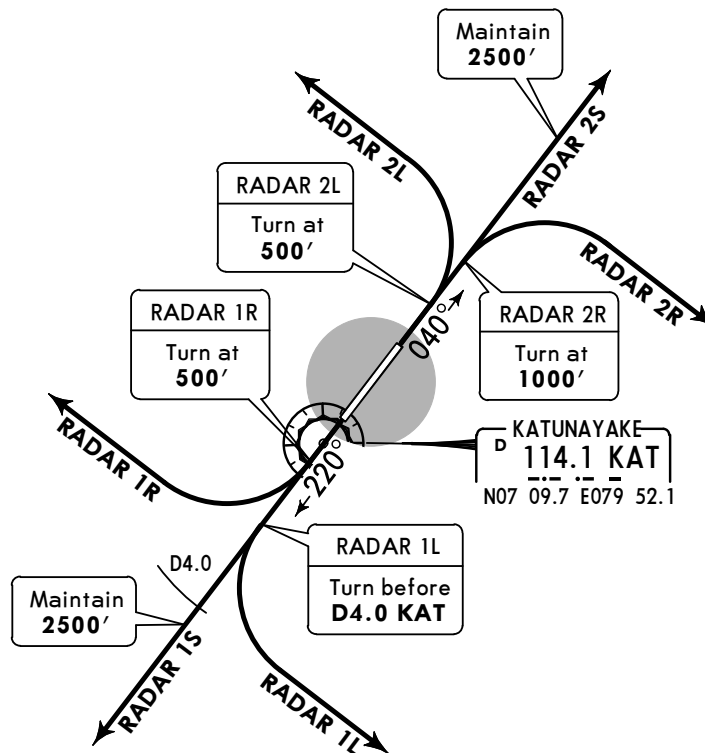 Maintain
2500′
RADAR 2L
RADAR 2S
RADAR 2L
Turn at
500′
RADAR 2R
040°
RADAR 1R
Turn at
500′
RADAR 2R
Turn at
1000′
KATUNAYAKE
D 114.1 KAT
N07 09.7 E079 52.1
220°
RADAR 1R
D4.0
RADAR 1L
Turn before
D4.0 KAT
Maintain
2500′
RADAR 1S
RADAR 1L